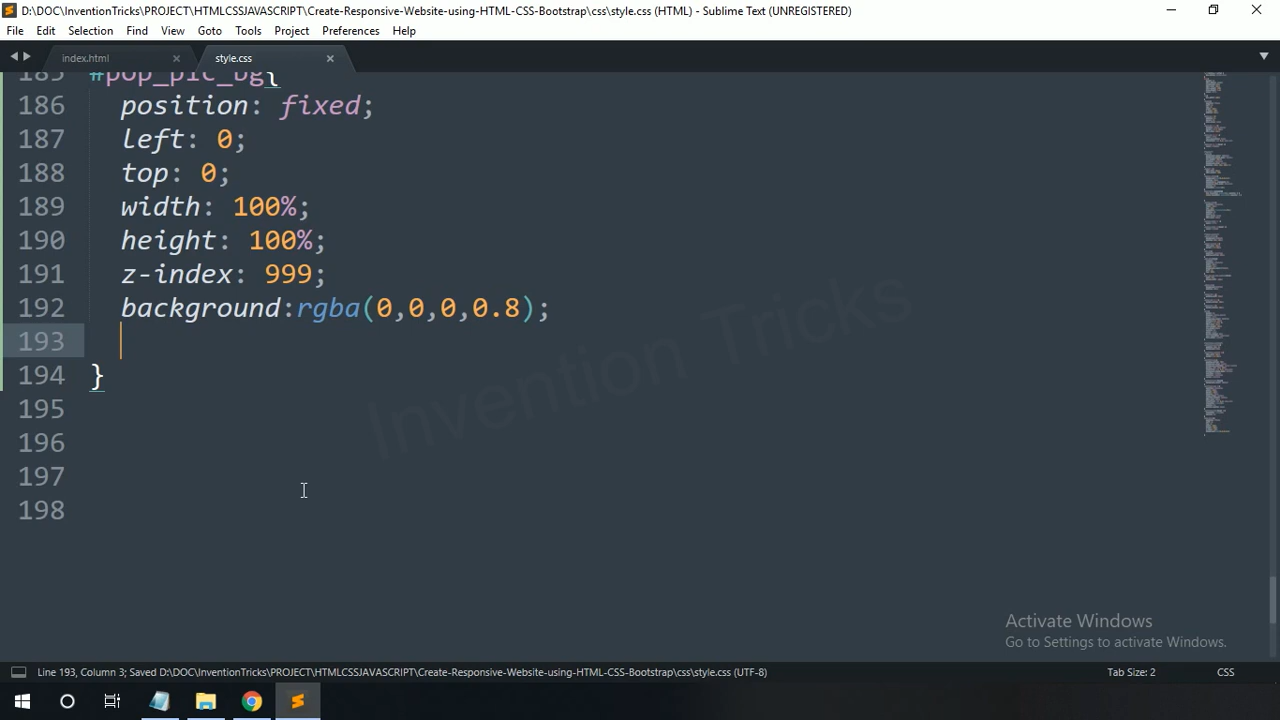 D:\DOC\InventionTricks\PROJECT\HTMLCSSJAVASCRIPT\Create-Responsive-Website-using-HTML-CSS-Bootstrap\css\style.css (HTML) - Sublime Text (UNREGISTERED)
File Edit Selection Find View Goto Tools Project Preferences Help
index.html style.css
185 #pop_pic_bg{
186 position: fixed;
187 left: 0;
188 top: 0;
189 width: 100%;
190 height: 100%;
191 z-index: 999;
192 background:rgba(0,0,0,0.8);
193
194 }
195
196
197
198
Invention Tricks
Activate Windows
Go to Settings to activate Windows.
Line 193, Column 3; Saved D:\DOC\InventionTricks\PROJECT\HTMLCSSJAVASCRIPT\Create-Responsive-Website-using-HTML-CSS-Bootstrap\css\style.css (UTF-8) Tab Size: 2 CSS